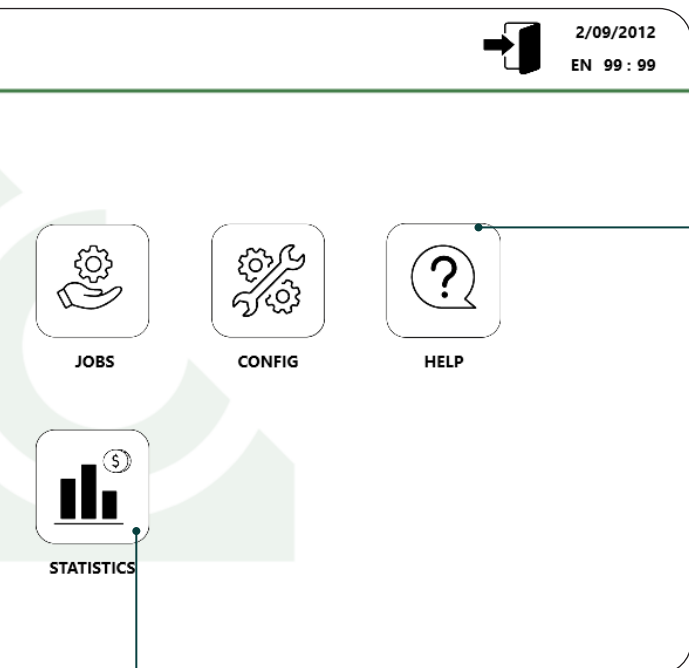 2/09/2012
EN 99 : 99
JOBS
CONFIG
HELP
STATISTICS